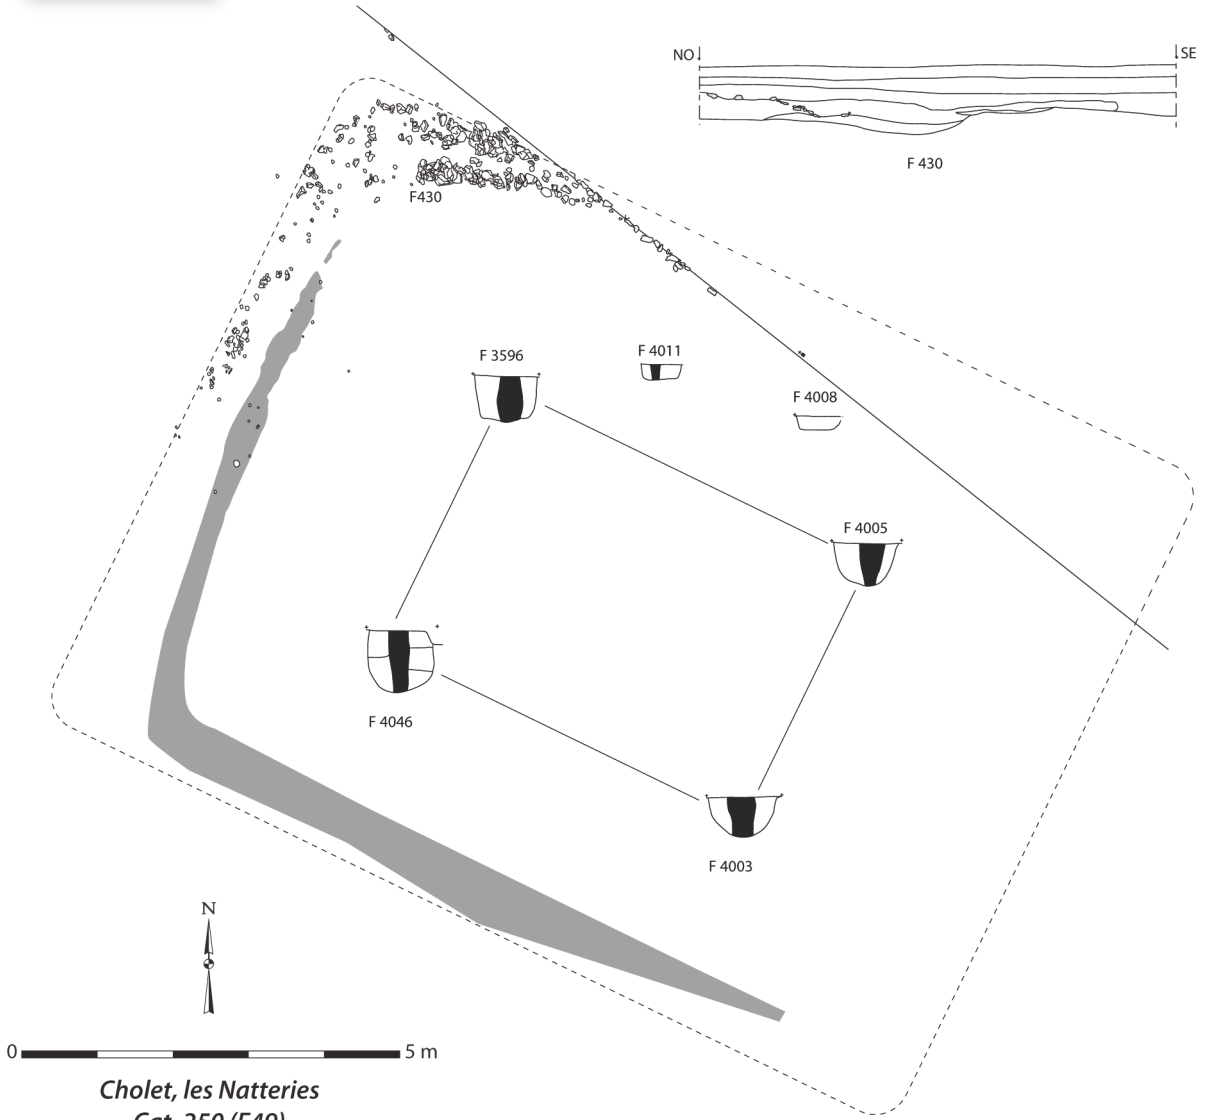 NO
SE
F 430
F430
F 3596
F 4011
F 4008
F 4005
F 4046
F 4003
N
0
5 m
Cholet, les Natteries